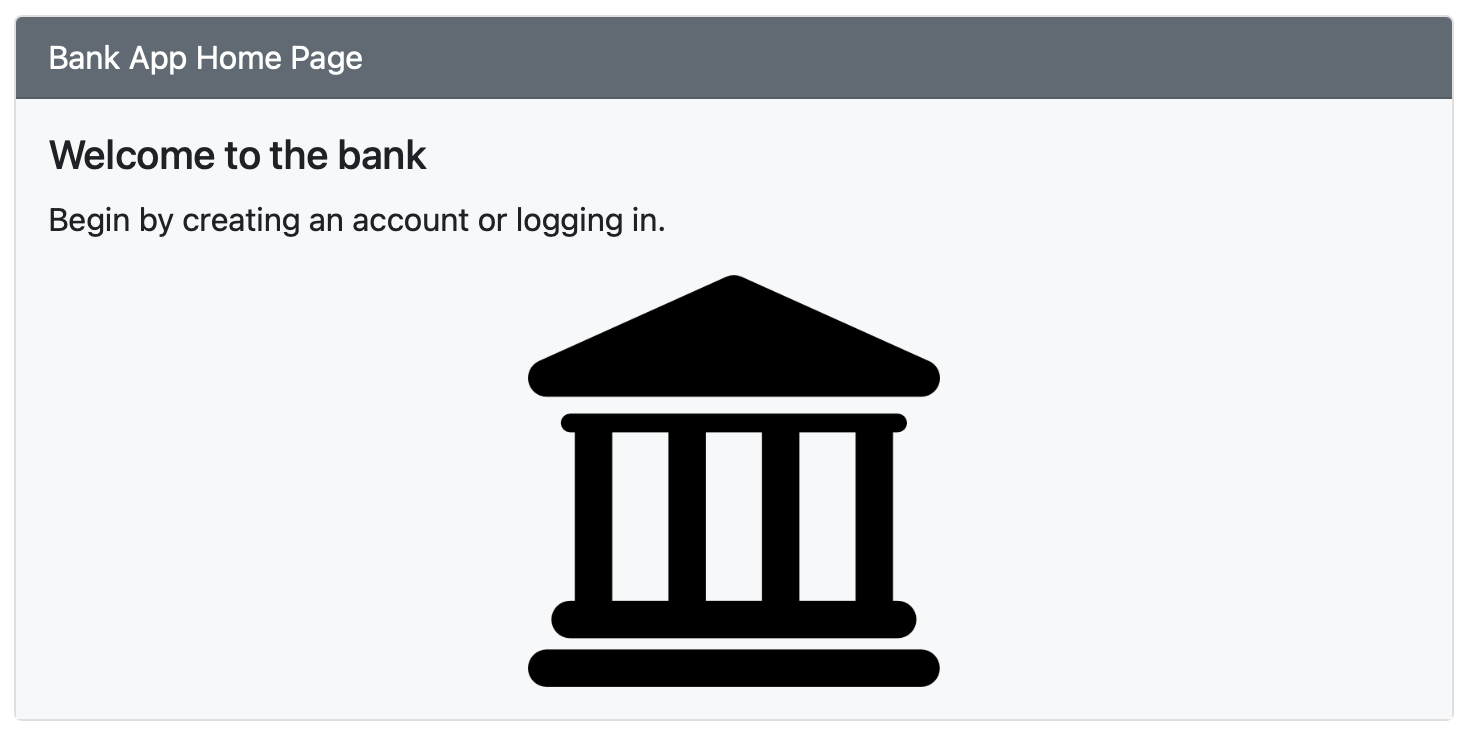 Bank App Home Page
Welcome to the bank
Begin by creating an account or logging in.